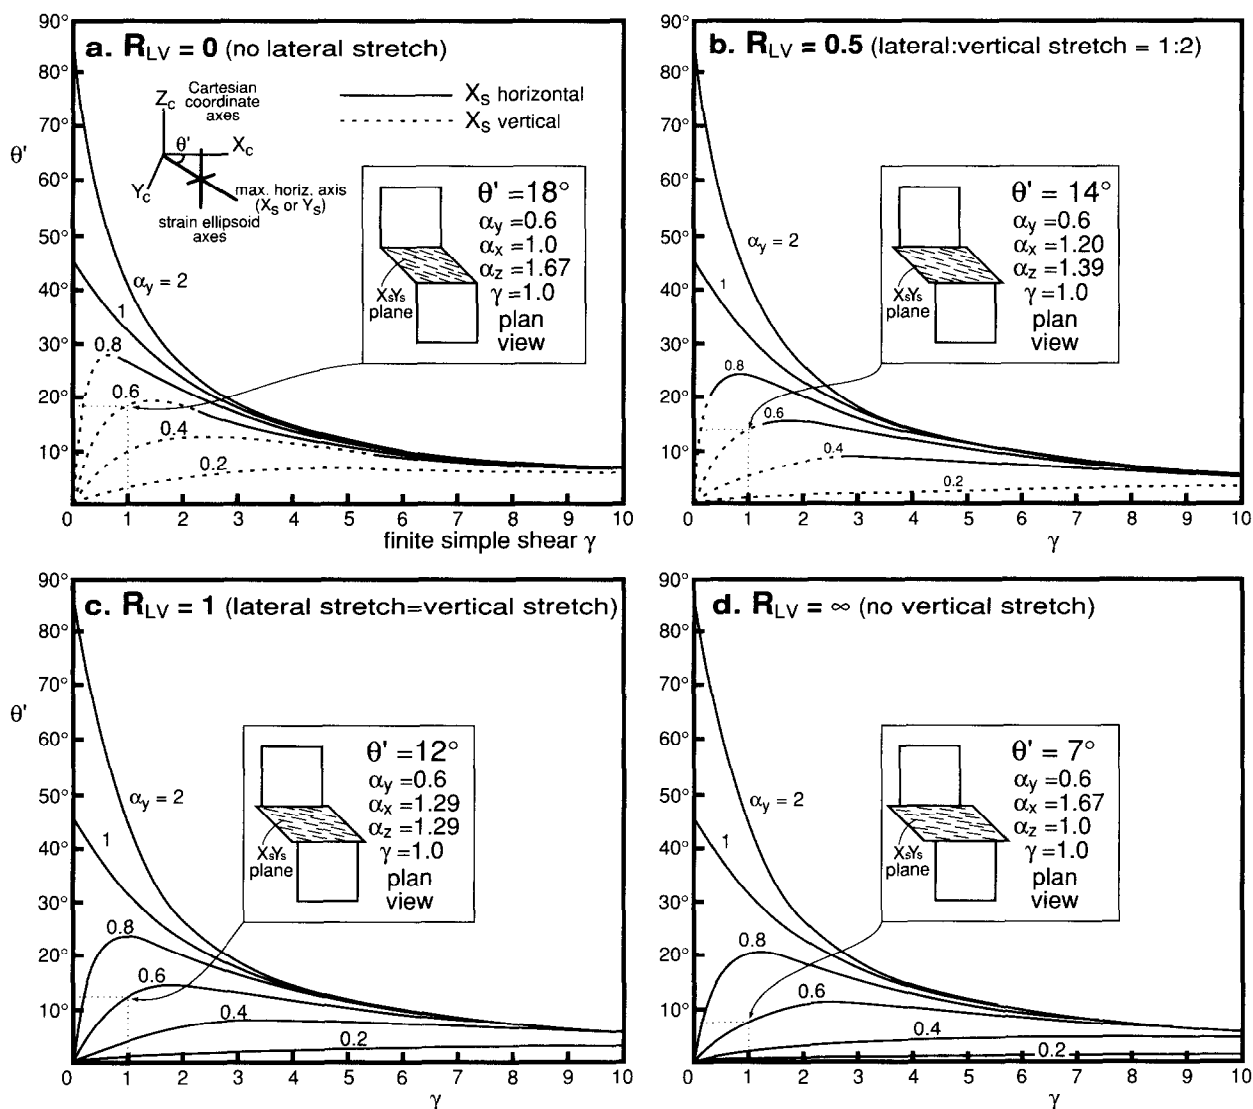 a. RLV = 0 (no lateral stretch)
90°
80°
70°
θ'
60°
50°
40°
30°
20°
10°
0 1 2 3 4 5 6 7 8 9 10
finite simple shear γ
Cartesian
coordinate
axes
Zc
Xc
Yc
θ'
max. horiz. axis
(Xs or Ys)
strain ellipsoid
axes
Xs horizontal
Xs vertical
αy = 2
1
0.8
0.6
0.4
0.2
XsYs
plane
θ' = 18°
αy = 0.6
αx = 1.0
αz = 1.67
γ = 1.0
plan
view
b. RLV = 0.5 (lateral:vertical stretch = 1:2)
90°
80°
70°
60°
50°
40°
30°
20°
10°
0 1 2 3 4 5 6 7 8 9 10
γ
αy = 2
1
0.8
0.6
0.4
0.2
XsYs
plane
θ' = 14°
αy = 0.6
αx = 1.20
αz = 1.39
γ = 1.0
plan
view
c. RLV = 1 (lateral stretch=vertical stretch)
90°
80°
70°
θ'
60°
50°
40°
30°
20°
10°
0 1 2 3 4 5 6 7 8 9 10
γ
αy = 2
1
0.8
0.6
0.4
0.2
XsYs
plane
θ' = 12°
αy = 0.6
αx = 1.29
αz = 1.29
γ = 1.0
plan
view
d. RLV = ∞ (no vertical stretch)
90°
80°
70°
60°
50°
40°
30°
20°
10°
0 1 2 3 4 5 6 7 8 9 10
γ
αy = 2
1
0.8
0.6
0.4
0.2
XsYs
plane
θ' = 7°
αy = 0.6
αx = 1.67
αz = 1.0
γ = 1.0
plan
view